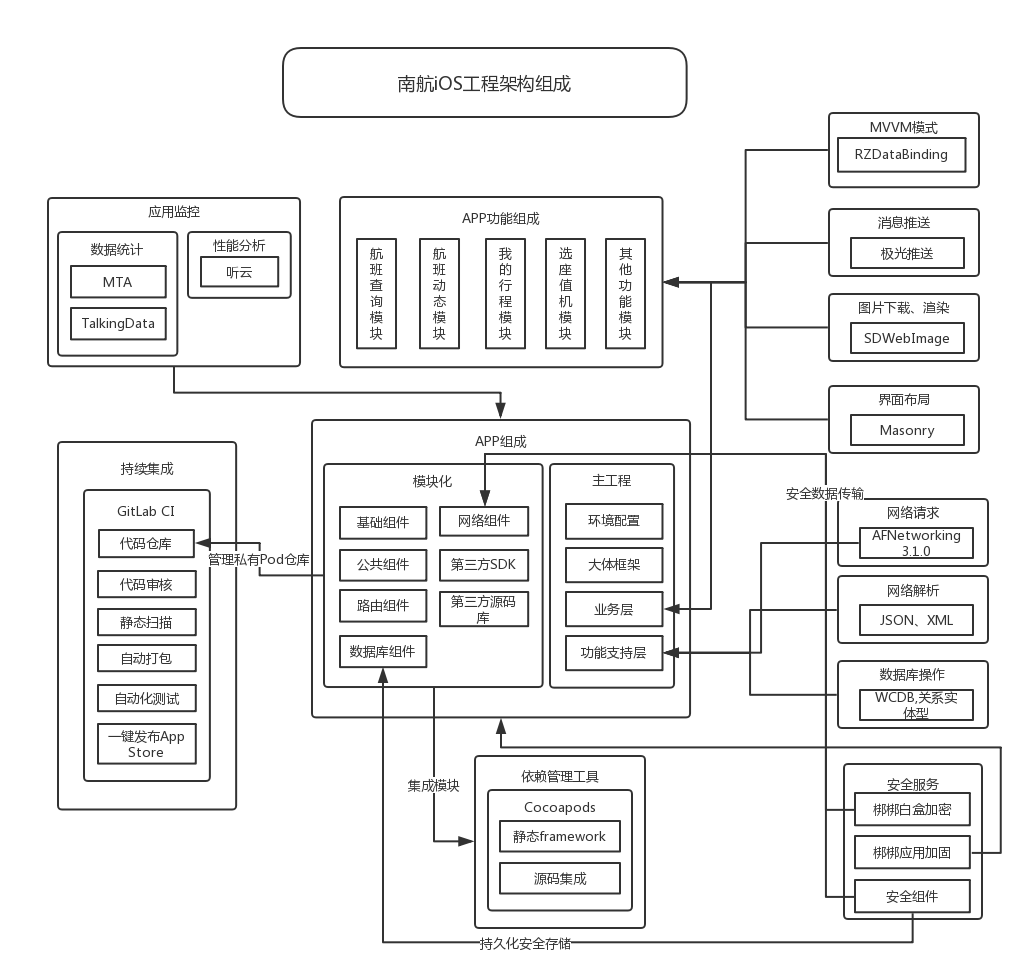 南航iOS工程架构组成
MVVM模式
RZDataBinding
应用监控
数据统计
MTA
TalkingData
性能分析
听云
APP功能组成
航班查询模块
航班动态模块
我的行程模块
选座值机模块
其他功能模块
消息推送
极光推送
图片下载、渲染
SDWebImage
界面布局
Masonry
持续集成
GitLab CI
代码仓库
代码审核
静态扫描
自动打包
自动化测试
一键发布App
Store
管理私有Pod仓库
APP组成
模块化
基础组件
网络组件
公共组件
第三方SDK
路由组件
第三方源码
库
数据库组件
主工程
环境配置
大体框架
业务层
功能支持层
安全数据传输
网络请求
AFNetworking
3.1.0
网络解析
JSON、XML
数据库操作
WCDB,关系实
体型
集成模块
依赖管理工具
Cocoapods
静态framework
源码集成
安全服务
梆梆白盒加密
梆梆应用加固
安全组件
持久化安全存储